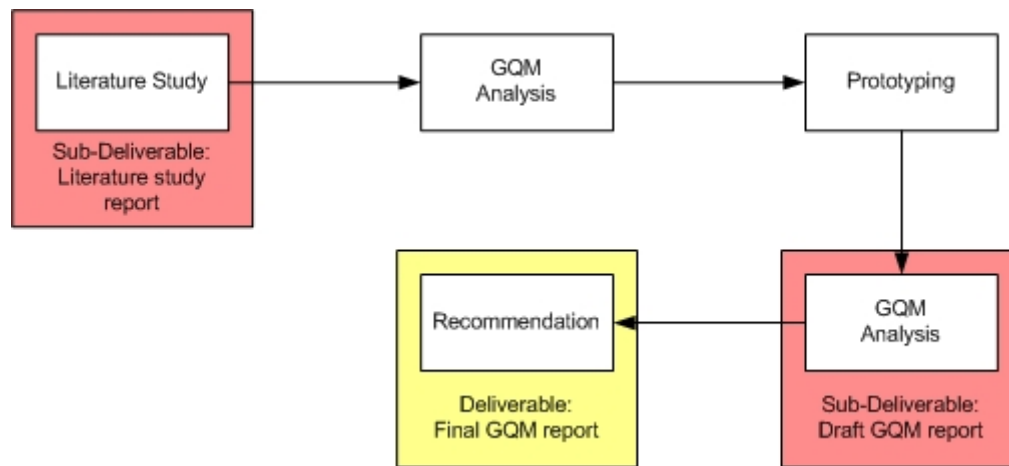 Literature Study
Sub-Deliverable:
Literature study
report
GQM
Analysis
Prototyping
GQM
Analysis
Sub-Deliverable:
Draft GQM report
Recommendation
Deliverable:
Final GQM report